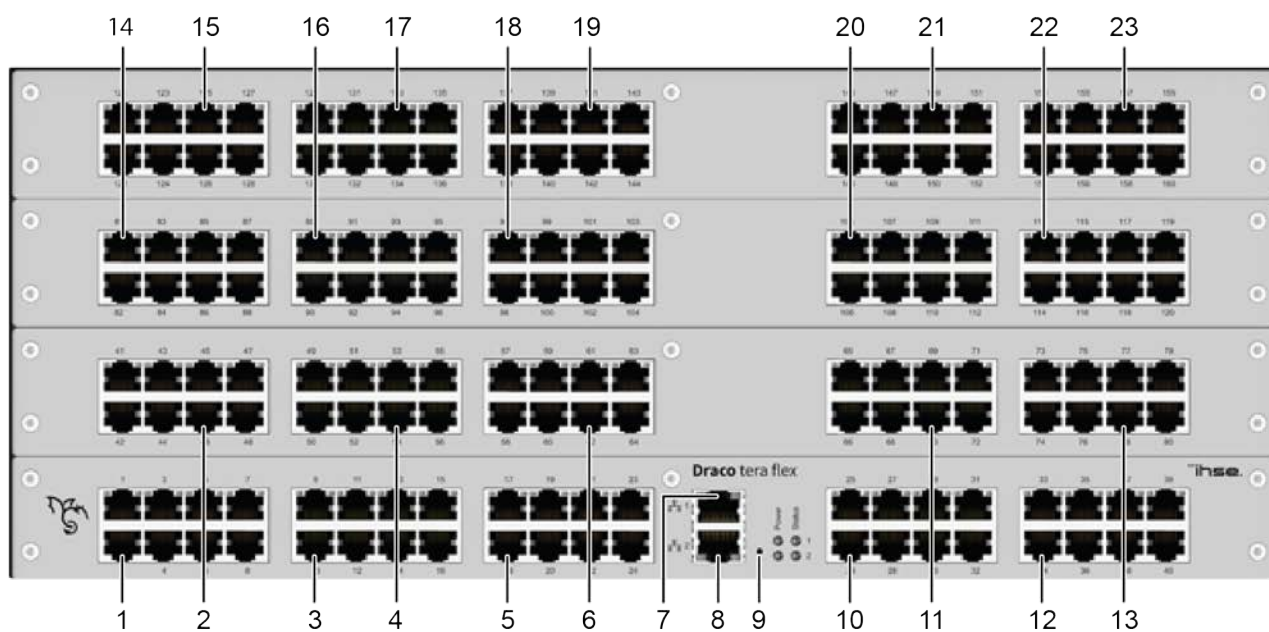 14 15 16 17 18 19 20 21 22 23
123 127 131 135 139 143 147 151 155 159
124 126 128 132 134 136 140 142 144 148 150 152 156 158 160
83 85 87 91 93 95 99 101 103 107 109 111 115 117 119
82 84 86 88 90 92 94 96 98 100 102 104 106 108 110 112 114 116 118 120
41 43 45 47 49 51 53 55 57 59 61 63 65 67 69 71 73 75 77 79
42 44 48 50 52 56 58 60 64 66 68 72 74 76 80
Draco tera flex
ihse.
1 3 7 9 11 15 17 19 23 25 27 31 33 35 39
Power Status
1
2
4 8 12 16 20 24 28 32 36 40
1 2 3 4 5 6 7 8 9 10 11 12 13